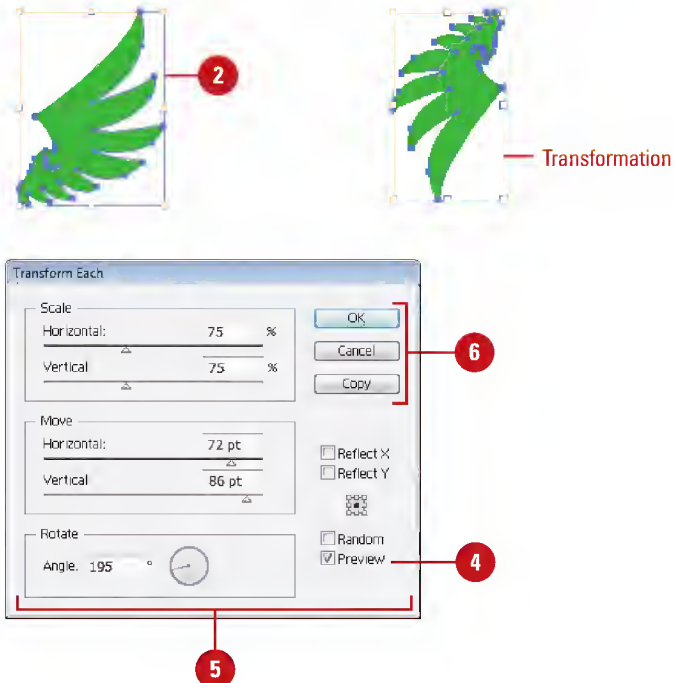 2
Transformation
Transform Each
Scale
Horizontal: 75 %
Vertical 75 %
OK
Cancel
Copy
6
Move
Horizontal: 72 pt
Vertical 86 pt
Reflect X
Reflect Y
Rotate
Angle. 195 °
Random
Preview
4
5